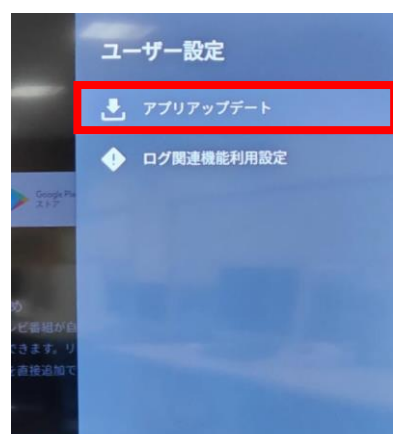 ユーザー設定
アプリアップデート
ログ関連機能利用設定
Google Pla
ストア
め
レビ番組が自
できます。リ
を直接追加で